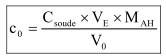 c₀ = (C_soude × V_E × M_AH) / V₀